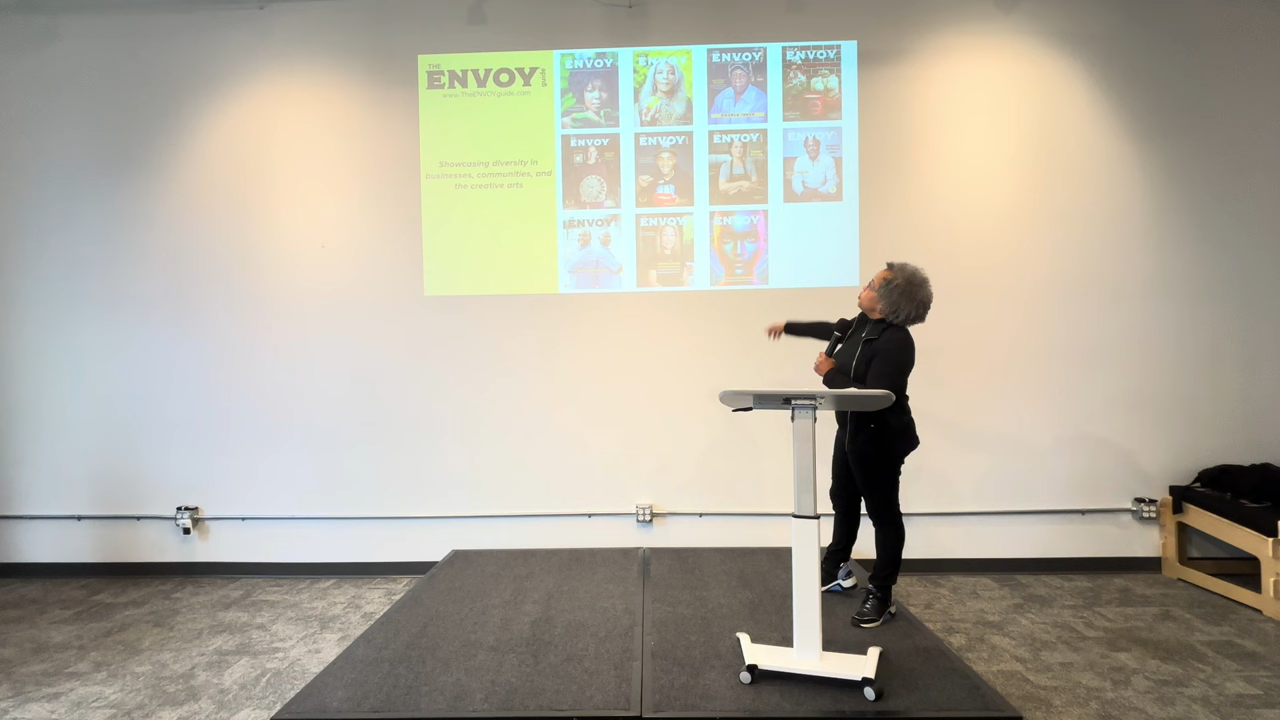 THE
ENVOY guide
www.TheENVOYguide.com
Showcasing diversity in
businesses, communities, and
the creative arts
ENVOY
ENVOY
ENVOY
ENVOY
ENVOY
ENVOY
ENVOY
ENVOY
ENVOY
ENVOY
ENVOY